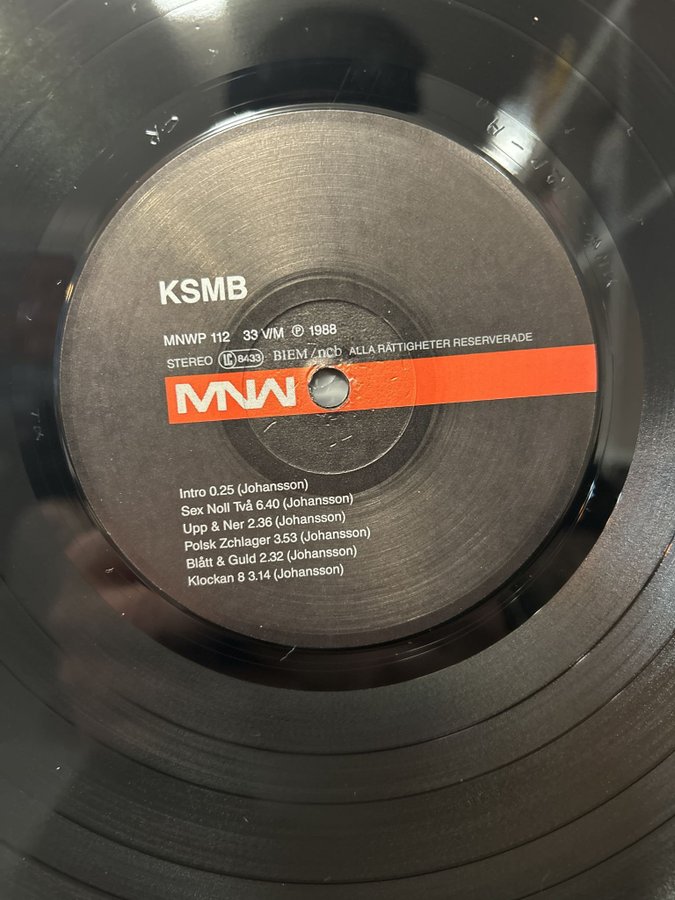 KSMB
MNWP 112 33 V/M ℗ 1988
STEREO LC 8433 BIEM/ncb ALLA RÄTTIGHETER RESERVERADE
MNW
Intro 0.25 (Johansson)
Sex Noll Två 6.40 (Johansson)
Upp & Ner 2.36 (Johansson)
Polsk Zchlager 3.53 (Johansson)
Blått & Guld 2.32 (Johansson)
Klockan 8 3.14 (Johansson)